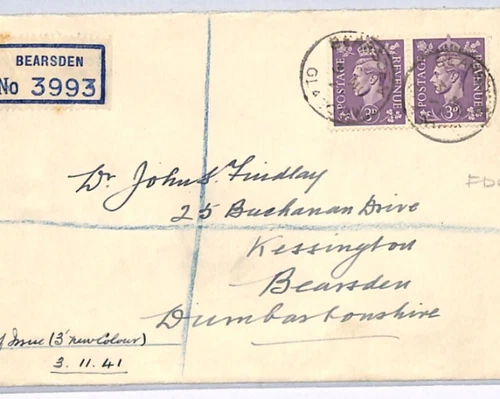 BEARSDEN
No 3993
POSTAGE REVENUE 3D
POSTAGE REVENUE 3D
Dr. John S. Findlay
25 Buchanan Drive
Kessington
Bearsden
Dumbartonshire
Issue (3d new Colour)
3.11.41